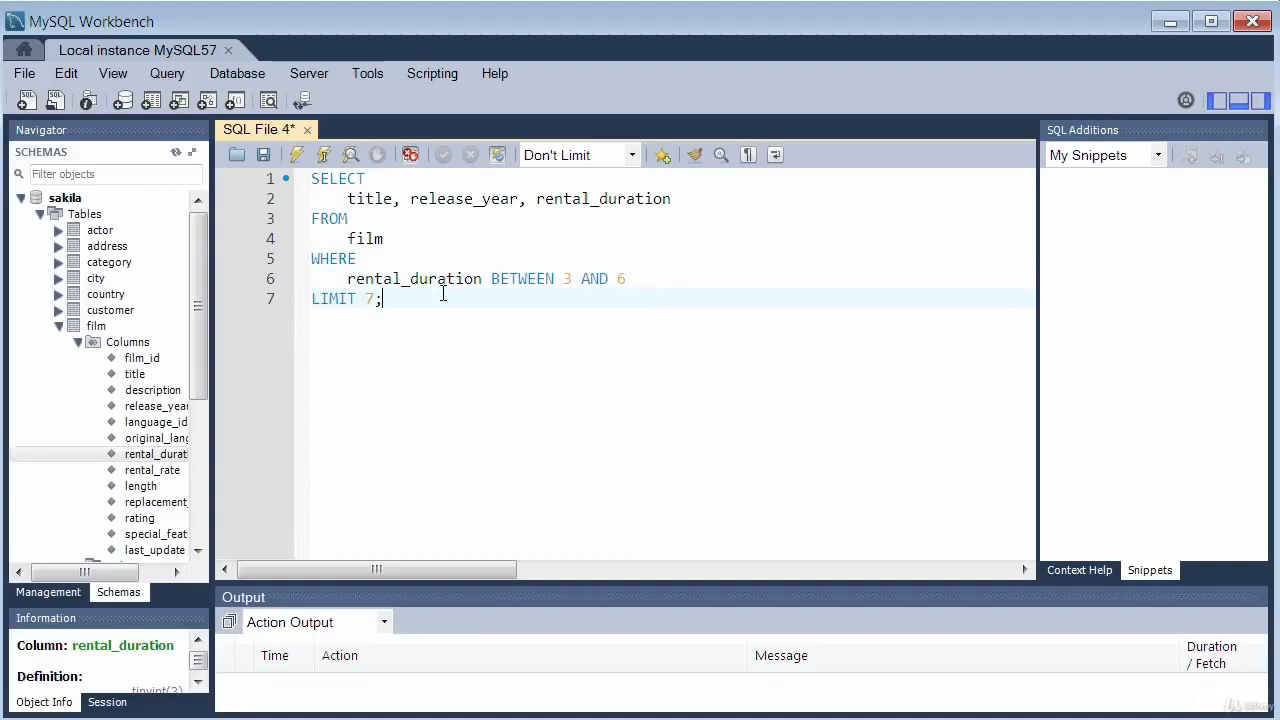 MySQL Workbench
Local instance MySQL57
File Edit View Query Database Server Tools Scripting Help
Navigator
SCHEMAS
Filter objects
sakila
Tables
actor
address
category
city
country
customer
film
Columns
film_id
title
description
release_year
language_id
original_lang
rental_durati
rental_rate
length
replacement_
rating
special_feat
last_update
Management Schemas
Information
Column: rental_duration
Definition:
tinyint(3)
Object Info Session
SQL File 4*
Don't Limit
1 SELECT
2 title, release_year, rental_duration
3 FROM
4 film
5 WHERE
6 rental_duration BETWEEN 3 AND 6
7 LIMIT 7;
SQL Additions
My Snippets
Context Help Snippets
Output
Action Output
Time Action Message Duration / Fetch